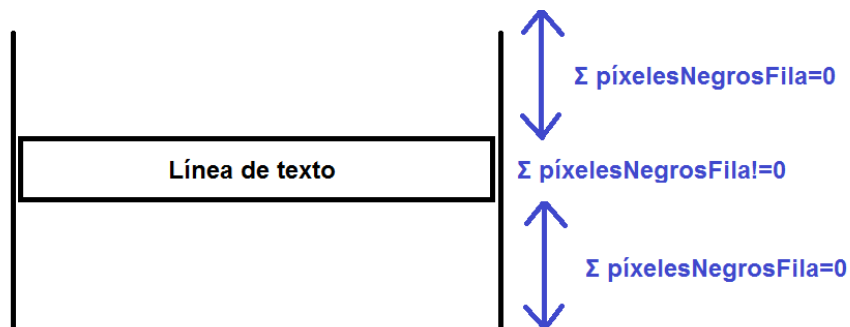 Σ píxelesNegrosFila=0
Línea de texto
Σ píxelesNegrosFila!=0
Σ píxelesNegrosFila=0